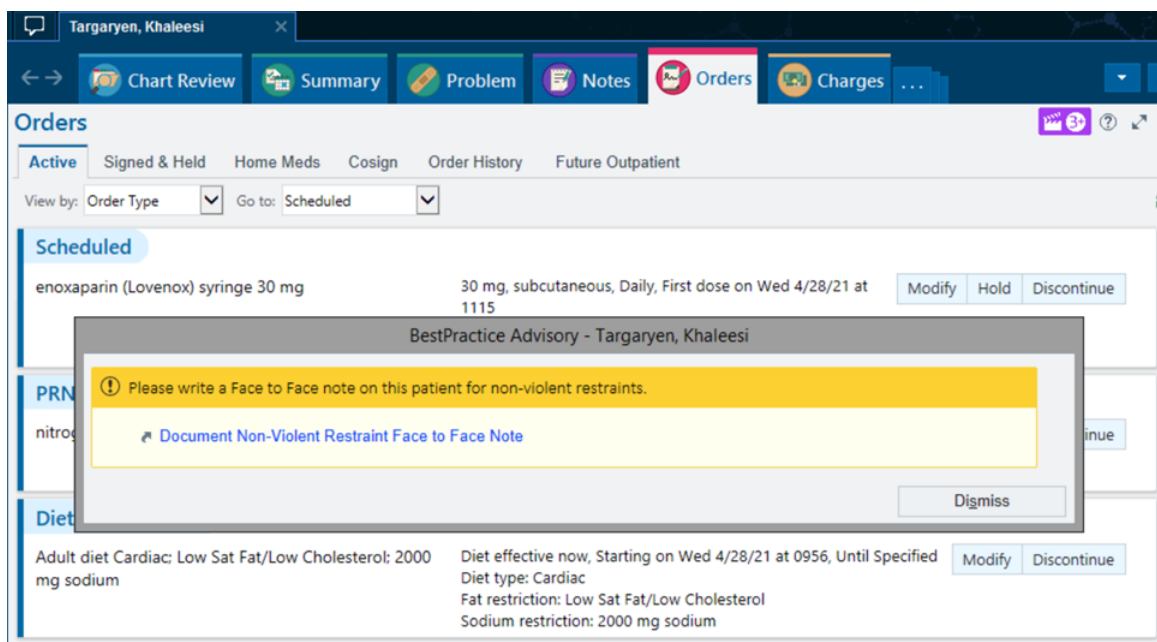 Targaryen, Khaleesi
Chart Review
Summary
Problem
Notes
Orders
Charges
...
Orders
3+
Active
Signed & Held
Home Meds
Cosign
Order History
Future Outpatient
View by: Order Type
Go to: Scheduled
Scheduled
enoxaparin (Lovenox) syringe 30 mg
30 mg, subcutaneous, Daily, First dose on Wed 4/28/21 at
1115
Modify
Hold
Discontinue
BestPractice Advisory - Targaryen, Khaleesi
Please write a Face to Face note on this patient for non-violent restraints.
Document Non-Violent Restraint Face to Face Note
Dismiss
PRN
Diet
Adult diet Cardiac; Low Sat Fat/Low Cholesterol; 2000
mg sodium
Diet effective now, Starting on Wed 4/28/21 at 0956, Until Specified
Diet type: Cardiac
Fat restriction: Low Sat Fat/Low Cholesterol
Sodium restriction: 2000 mg sodium
Modify
Discontinue